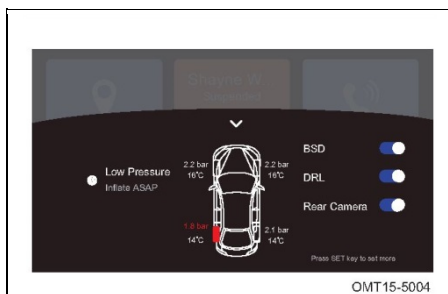 Shayne W
BSD
DRL
Rear Camera
Low Pressure
Inflate ASAP
2.2 bar
16°C
2.2 bar
16°C
1.8 bar
14°C
2.1 bar
14°C
Press SET key to set more
OMT15-5004